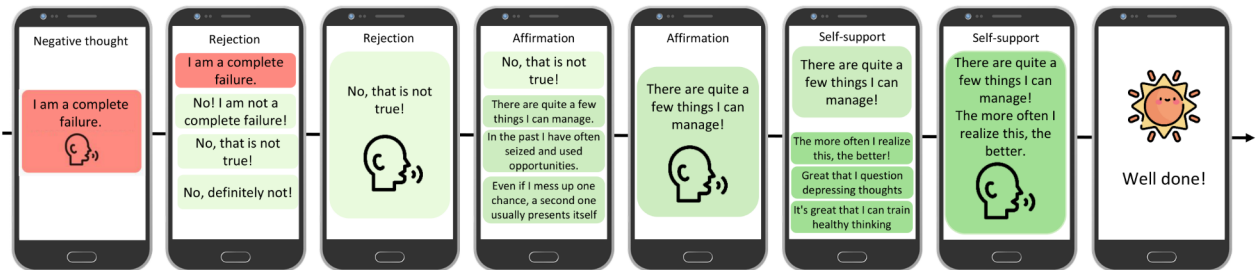 Negative thought
I am a complete
failure.
Rejection
I am a complete
failure.
No! I am not a
complete failure!
No, that is not
true!
No, definitely not!
Rejection
No, that is not
true!
Affirmation
No, that is not
true!
There are quite a few
things I can manage.
In the past I have often
seized and used
opportunities.
Even if I mess up one
chance, a second one
usually presents itself
Affirmation
There are quite a
few things I can
manage!
Self-support
There are quite a
few things I can
manage!
The more often I realize
this, the better!
Great that I question
depressing thoughts
It's great that I can train
healthy thinking
Self-support
There are quite a
few things I can
manage!
The more often I
realize this, the
better.
Well done!